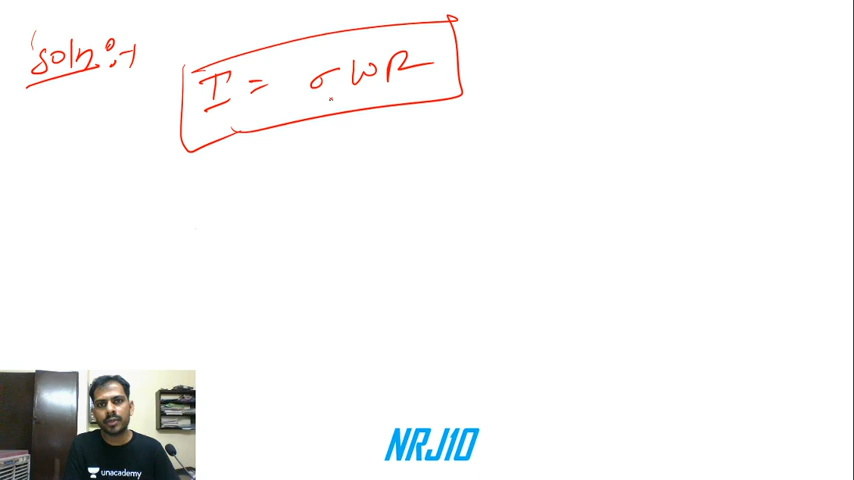 Soln :-
I = σωR
NRJ10
unacademy